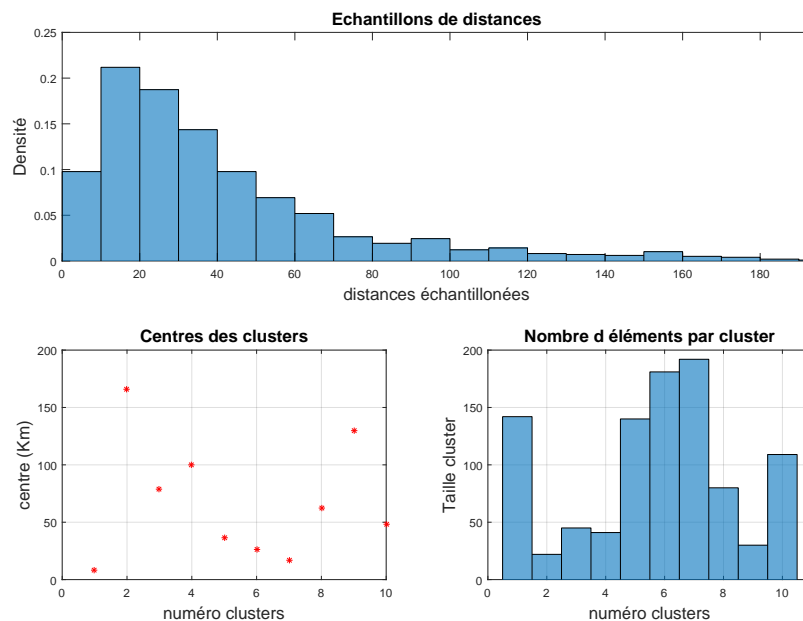 Echantillons de distances
0.25
0.2
0.15
0.1
0.05
0
Densité
0 20 40 60 80 100 120 140 160 180
distances échantillonées
Centres des clusters
200
150
100
50
0
centre (Km)
0 2 4 6 8 10
numéro clusters
Nombre d éléments par cluster
200
150
100
50
0
Taille cluster
0 2 4 6 8 10
numéro clusters